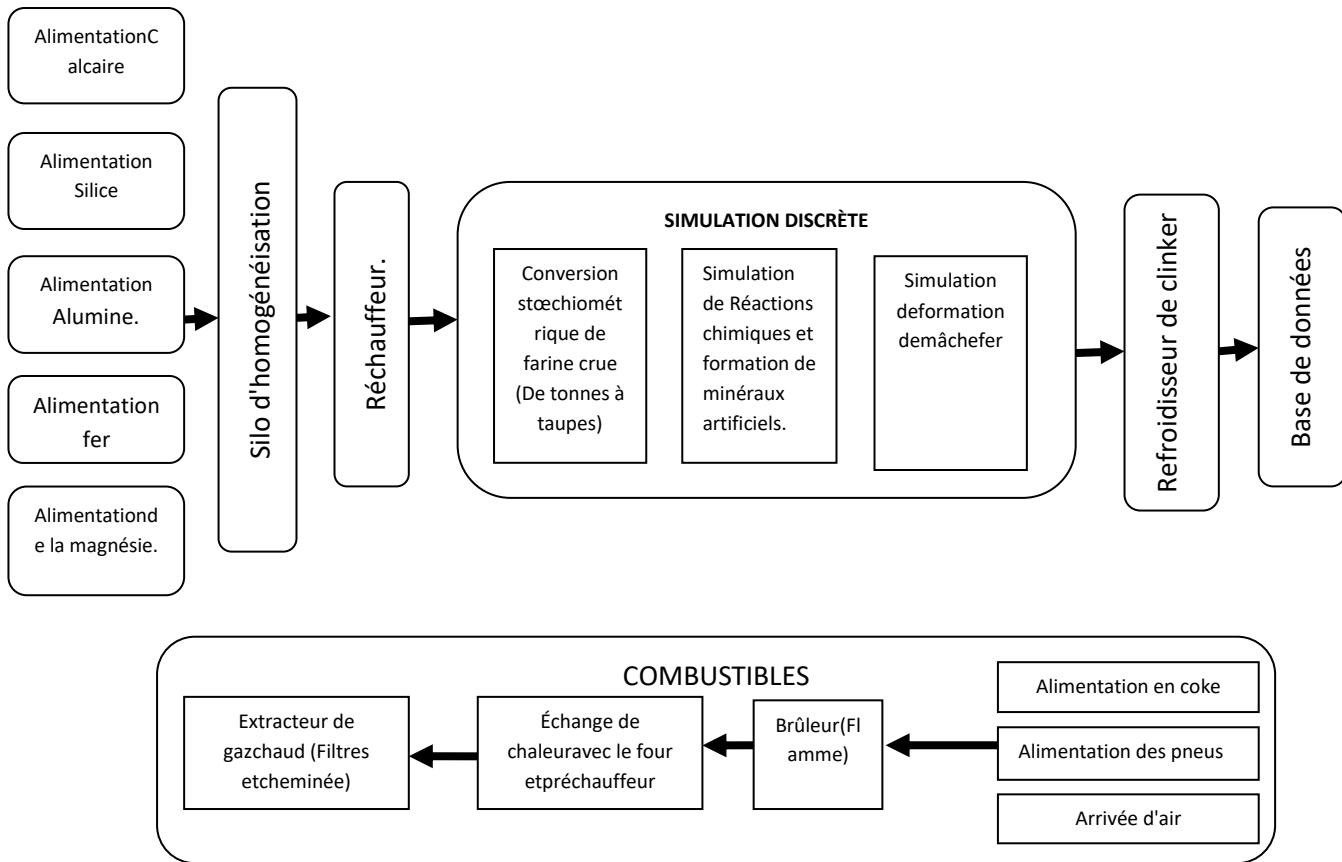 AlimentationC
alcaire
Alimentation
Silice
Alimentation
Alumine.
Alimentation
fer
Alimentationd
e la magnésie.
Silo d'homogénéisation
Réchauffeur.
SIMULATION DISCRÈTE
Conversion
stœchiomét
rique de
farine crue
(De tonnes à
taupes)
Simulation
de Réactions
chimiques et
formation de
minéraux
artificiels.
Simulation
deformation
demâchefer
Refroidisseur de clinker
Base de données
COMBUSTIBLES
Extracteur de
gazchaud (Filtres
etcheminée)
Échange de
chaleuravec le four
etpréchauffeur
Brûleur(Fl
amme)
Alimentation en coke
Alimentation des pneus
Arrivée d'air